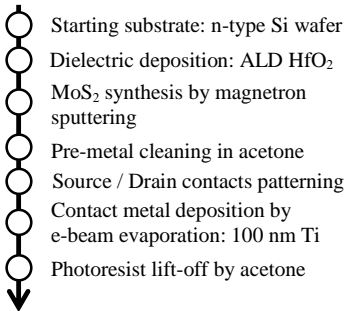 Starting substrate: n-type Si wafer
Dielectric deposition: ALD HfO₂
MoS₂ synthesis by magnetron
sputtering
Pre-metal cleaning in acetone
Source / Drain contacts patterning
Contact metal deposition by
e-beam evaporation: 100 nm Ti
Photoresist lift-off by acetone